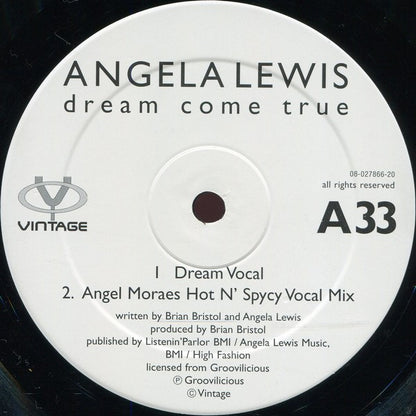 ANGELA LEWIS
dream come true
08-027866-20
all rights reserved
VINTAGE
A 33
1 Dream Vocal
2. Angel Moraes Hot N' Spycy Vocal Mix
written by Brian Bristol and Angela Lewis
produced by Brian Bristol
published by Listenin'Parlor BMI / Angela Lewis Music,
BMI / High Fashion
licensed from Groovilicious
℗ Groovilicious
© Vintage